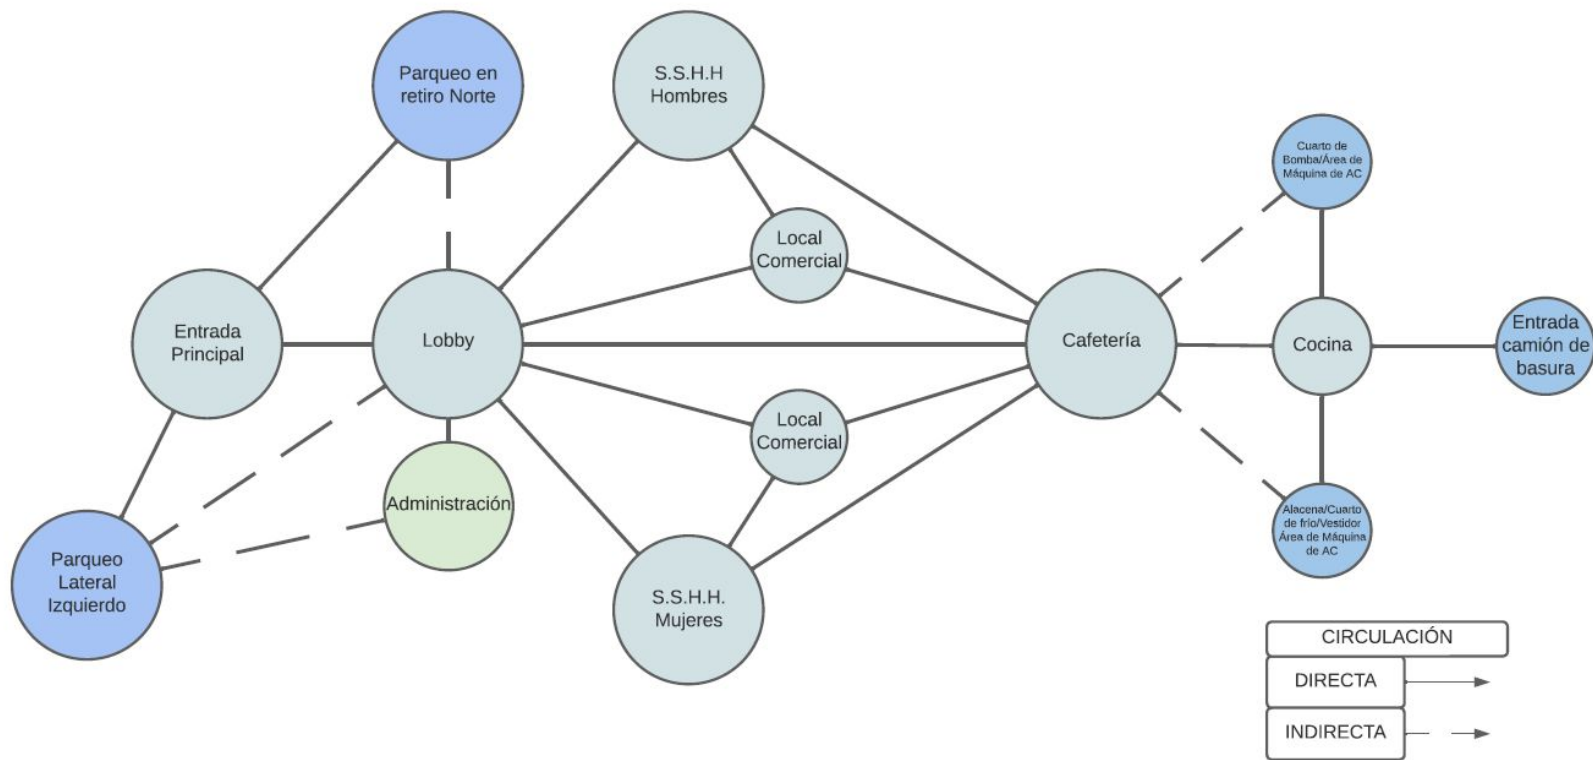 Parqueo en
retiro Norte
S.S.H.H
Hombres
Cuarto de
Bomba/Área de
Máquina de AC
Local
Comercial
Entrada
Principal
Lobby
Cafetería
Cocina
Entrada
camión de
basura
Local
Comercial
Administración
Alacena/Cuarto
de frío/Vestidor
Área de Máquina
de AC
Parqueo
Lateral
Izquierdo
S.S.H.H.
Mujeres
CIRCULACIÓN
DIRECTA
INDIRECTA